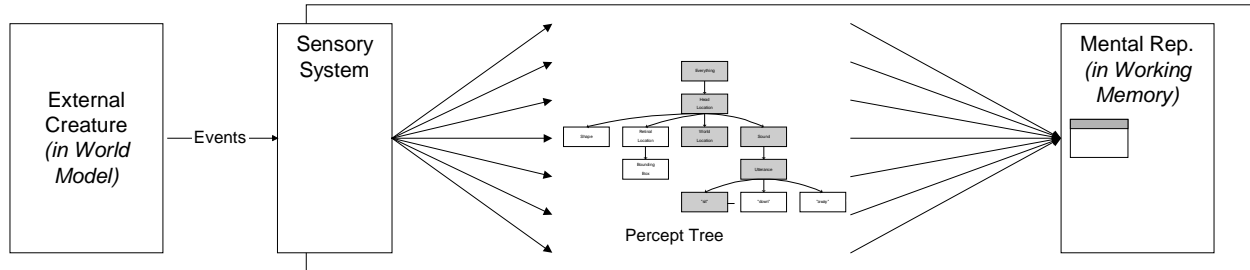 External
Creature
(in World
Model)
Events
Sensory
System
Everything
Head
Location
Shape
Retinal
Location
World
Location
Sound
Bounding
Box
Utterance
"sit"
"down"
"away"
Percept Tree
Mental Rep.
(in Working
Memory)